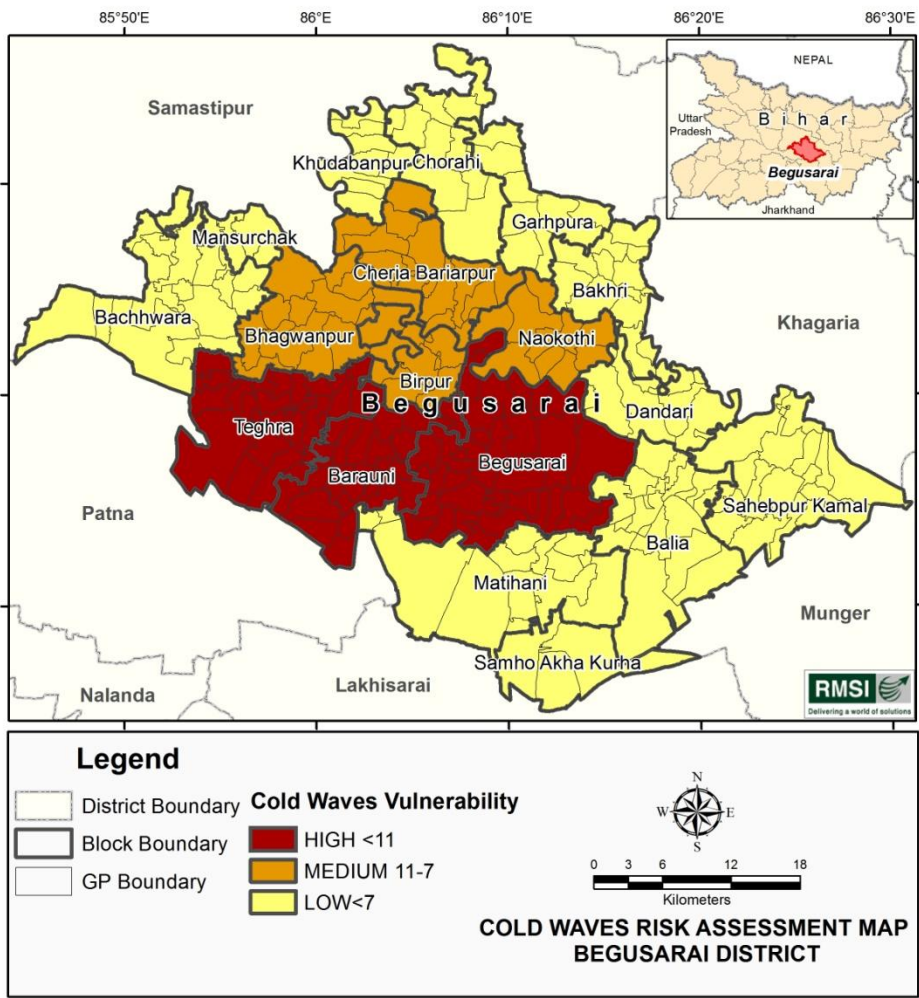 85°50'E 86°E 86°10'E 86°20'E 86°30'E
NEPAL
Uttar
Pradesh
Bihar
Begusarai
Jharkhand
Samastipur
Khudabanpur Chorahi
Garhpura
Mansurchak
Cheria Bariarpur
Bakhri
Bachhwara
Khagaria
Bhagwanpur
Naokothi
Birpur
Begusarai
Dandari
Teghra
Begusarai
Barauni
Sahebpur Kamal
Patna
Balia
Matihani
Munger
Samho Akha Kurha
Lakhisarai
Nalanda
RMSI
Delivering a world of solutions
Legend
District Boundary
Block Boundary
GP Boundary
Cold Waves Vulnerability
HIGH <11
MEDIUM 11-7
LOW<7
N
W E
S
0 3 6 12 18
Kilometers
COLD WAVES RISK ASSESSMENT MAP
BEGUSARAI DISTRICT